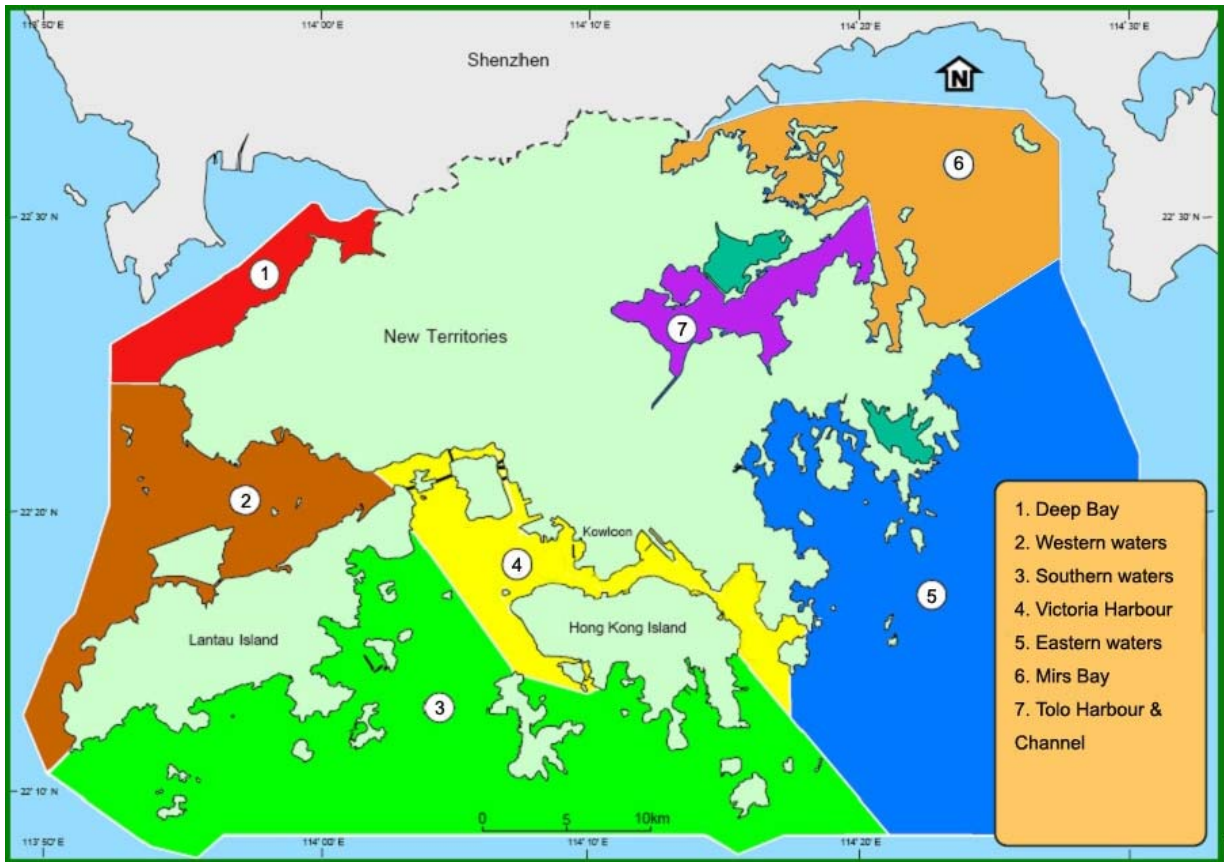 113° 50' E
114° 00' E
114° 10' E
114° 20' E
114° 30' E
Shenzhen
N
6
22° 30' N
22° 30' N
1
7
New Territories
2
22° 20' N
Kowloon
4
5
Lantau Island
Hong Kong Island
3
22° 10' N
0 5 10km
113° 50' E
114° 00' E
114° 10' E
114° 20' E
1. Deep Bay
2. Western waters
3. Southern waters
4. Victoria Harbour
5. Eastern waters
6. Mirs Bay
7. Tolo Harbour &
Channel